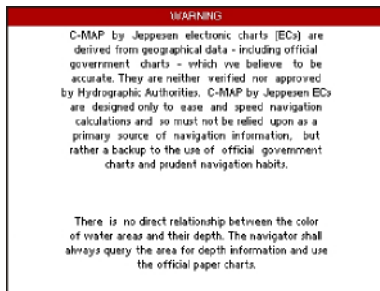 WARNING
C-MAP by Jeppesen electronic charts (ECs) are
derived from geographical data - including official
government charts - which we believe to be
accurate. They are neither verified nor approved
by Hydrographic Authorities. C-MAP by Jeppesen ECs
are designed only to ease and speed navigation
calculations and so must not be relied upon as a
primary source of navigation information, but
rather a backup to the use of official government
charts and prudent navigation habits.
There is no direct relationship between the color
of water areas and their depth. The navigator shall
always query the area for depth information and use
the official paper charts.